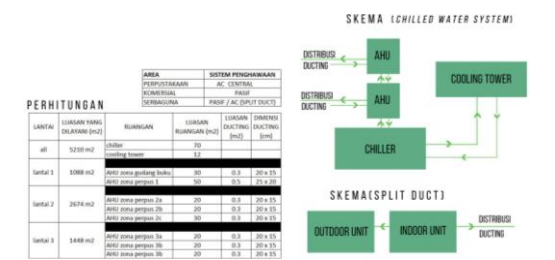 SKEMA (CHILLED WATER SYSTEM)
DISTRIBUSI
DUCTING
AHU
COOLING TOWER
DISTRIBUSI
DUCTING
AHU
CHILLER
AREA SISTEM PENGHAWAAN
PERPUSTAKAAN AC CENTRAL
KOMERSIAL PASIF
SERBAGUNA PASIF / AC (SPLIT DUCT)
PERHITUNGAN
LANTAI LUASAN YANG DILAYANI (m2) RUANGAN LUASAN RUANGAN (m2) LUASAN DUCTING (m2) DIMENSI DUCTING (cm)
all 5210 m2 chiller 70
cooling tower 12
lantai 1 1088 m2 AHU zona gudang buku 30 0.3 20 x 15
AHU zona perpus 1 50 0.5 25 x 20
lantai 2 2674 m2 AHU zona perpus 2a 20 0.3 20 x 15
AHU zona perpus 2b 20 0.3 20 x 15
AHU zona perpus 2c 30 0.3 20 x 15
lantai 3 1448 m2 AHU zona perpus 3a 20 0.3 20 x 15
AHU zona perpus 3b 20 0.3 20 x 15
AHU zona perpus 3b 20 0.3 20 x 15
SKEMA(SPLIT DUCT)
OUTDOOR UNIT
INDOOR UNIT
DISTRIBUSI
DUCTING